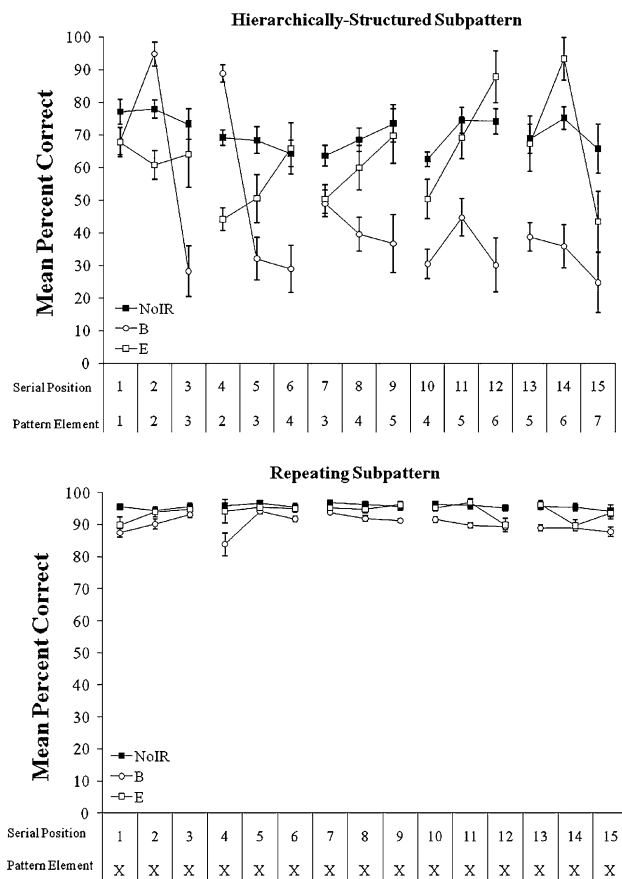 Hierarchically-Structured Subpattern
Mean Percent Correct
100
90
80
70
60
50
40
30
20
10
0
NoIR
B
E
Serial Position 1 2 3 4 5 6 7 8 9 10 11 12 13 14 15
Pattern Element 1 2 3 2 3 4 3 4 5 4 5 6 5 6 7
Repeating Subpattern
Mean Percent Correct
100
90
80
70
60
50
40
30
20
10
0
NoIR
B
E
Serial Position 1 2 3 4 5 6 7 8 9 10 11 12 13 14 15
Pattern Element X X X X X X X X X X X X X X X